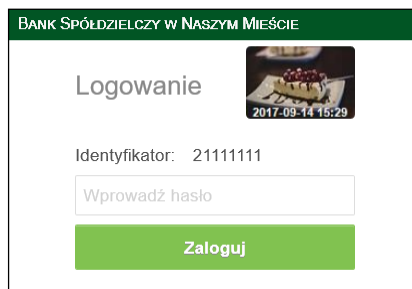 Bank Spółdzielczy w Naszym Mieście
Logowanie
2017-09-14 15:29
Identyfikator: 21111111
Wprowadź hasło
Zaloguj